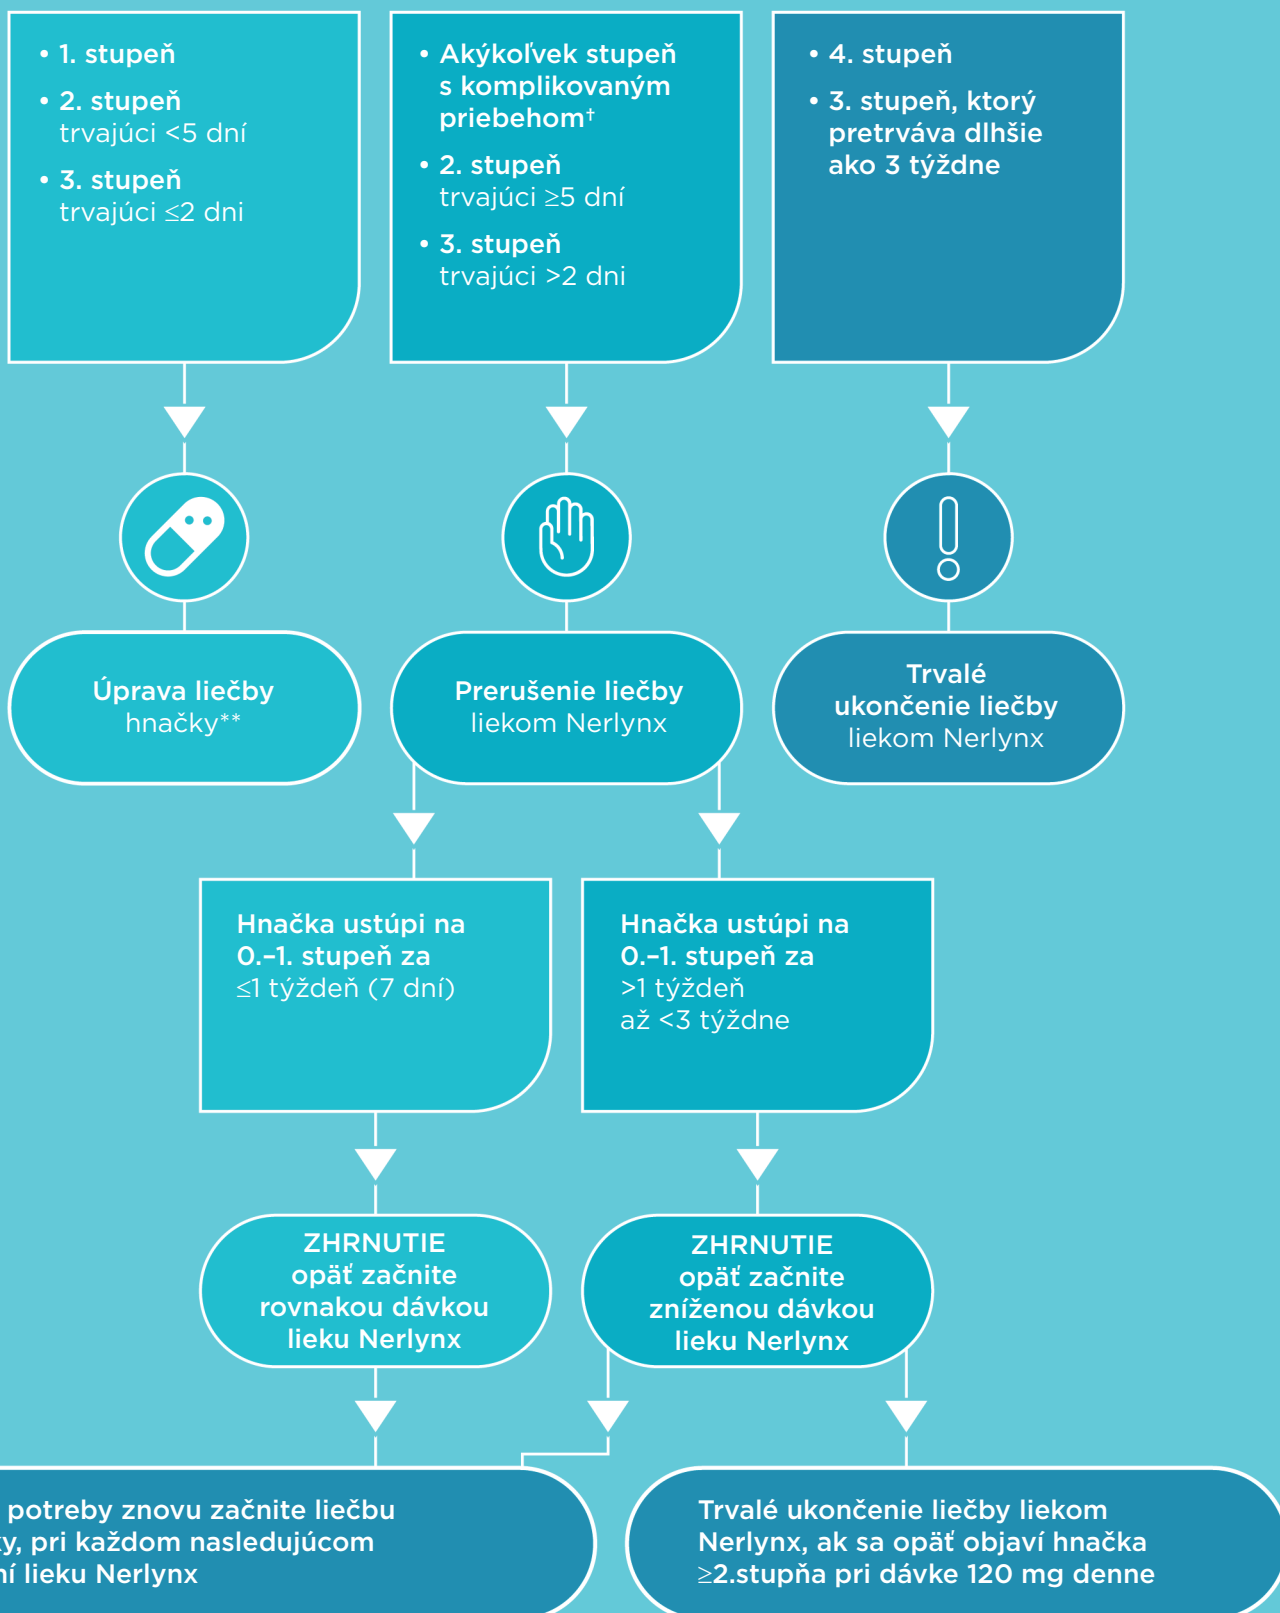 • 1. stupeň
• 2. stupeň
trvajúci <5 dní
• 3. stupeň
trvajúci ≤2 dni
• Akýkoľvek stupeň
s komplikovaným
priebehom†
• 2. stupeň
trvajúci ≥5 dní
• 3. stupeň
trvajúci >2 dni
• 4. stupeň
• 3. stupeň, ktorý
pretrváva dlhšie
ako 3 týždne
Úprava liečby
hnačky**
Prerušenie liečby
liekom Nerlynx
Trvalé
ukončenie liečby
liekom Nerlynx
Hnačka ustúpi na
0.–1. stupeň za
≤1 týždeň (7 dní)
Hnačka ustúpi na
0.–1. stupeň za
>1 týždeň
až <3 týždne
ZHRNUTIE
opäť začnite
rovnakou dávkou
lieku Nerlynx
ZHRNUTIE
opäť začnite
zníženou dávkou
lieku Nerlynx
potreby znovu začnite liečbu
pri každom nasledujúcom
lieku Nerlynx
Trvalé ukončenie liečby liekom
Nerlynx, ak sa opäť objaví hnačka
≥2.stupňa pri dávke 120 mg denne